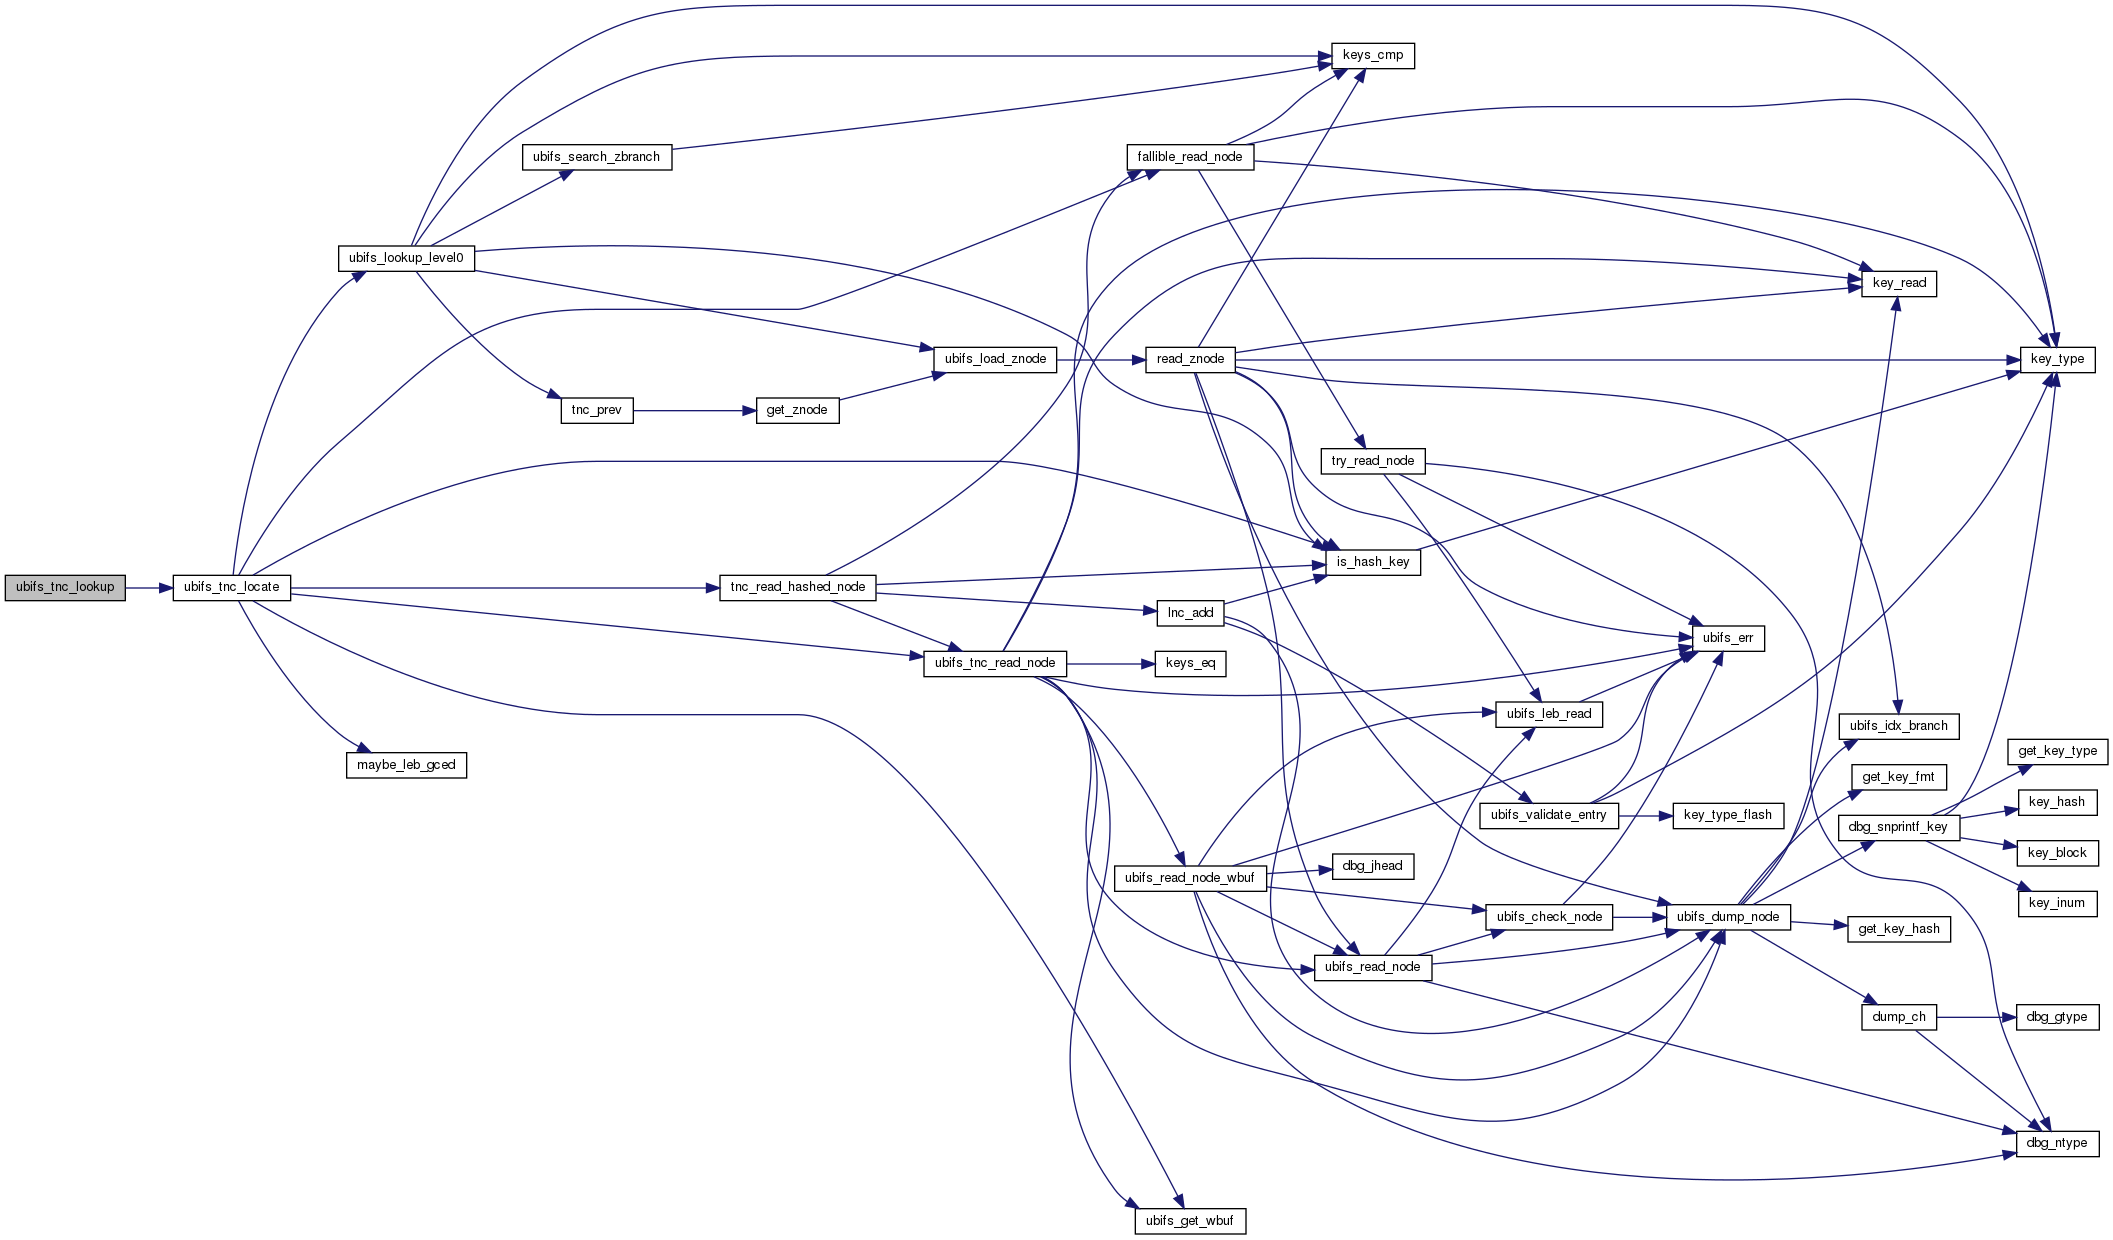 keys_cmp
ubifs_search_zbranch
fallible_read_node
ubifs_lookup_level0
key_read
ubifs_load_znode
read_znode
key_type
tnc_prev
get_znode
try_read_node
is_hash_key
ubifs_tnc_lookup
ubifs_tnc_locate
tnc_read_hashed_node
lnc_add
ubifs_err
ubifs_tnc_read_node
keys_eq
ubifs_leb_read
ubifs_idx_branch
get_key_type
maybe_leb_gced
get_key_fmt
key_hash
ubifs_validate_entry
key_type_flash
dbg_snprintf_key
key_block
dbg_jhead
ubifs_read_node_wbuf
key_inum
ubifs_check_node
ubifs_dump_node
get_key_hash
ubifs_read_node
dump_ch
dbg_gtype
dbg_ntype
ubifs_get_wbuf